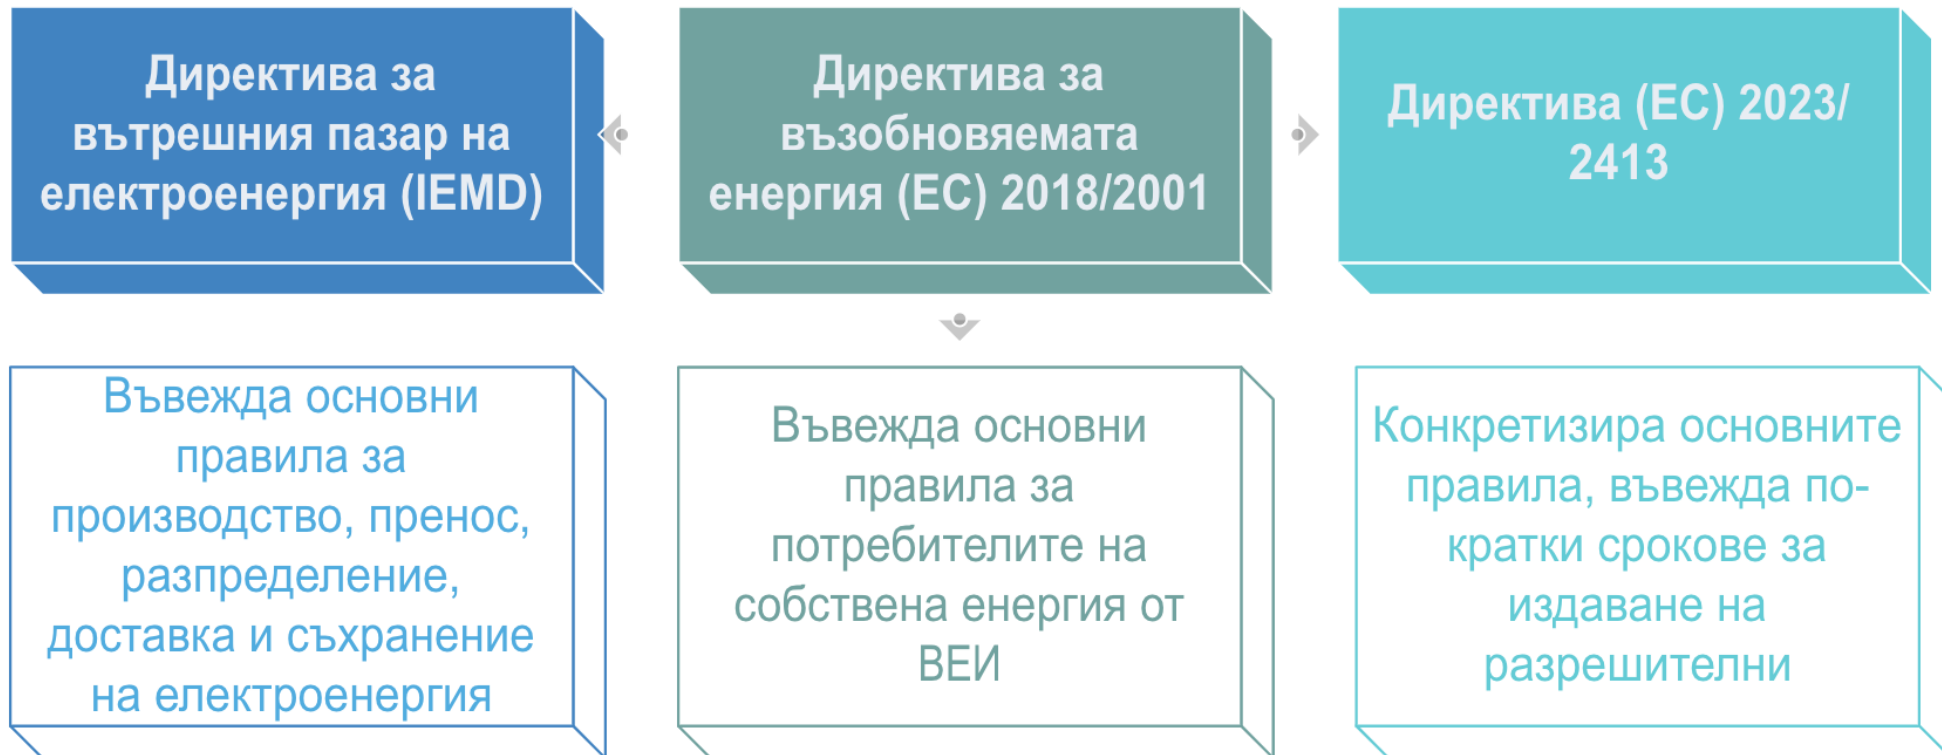 Директива за
вътрешния пазар на
електроенергия (IEMD)
Директива за
възобновяемата
енергия (ЕС) 2018/2001
Директива (ЕС) 2023/
2413
Въвежда основни
правила за
производство, пренос,
разпределение,
доставка и съхранение
на електроенергия
Въвежда основни
правила за
потребителите на
собствена енергия от
ВЕИ
Конкретизира основните
правила, въвежда по-
кратки срокове за
издаване на
разрешителни